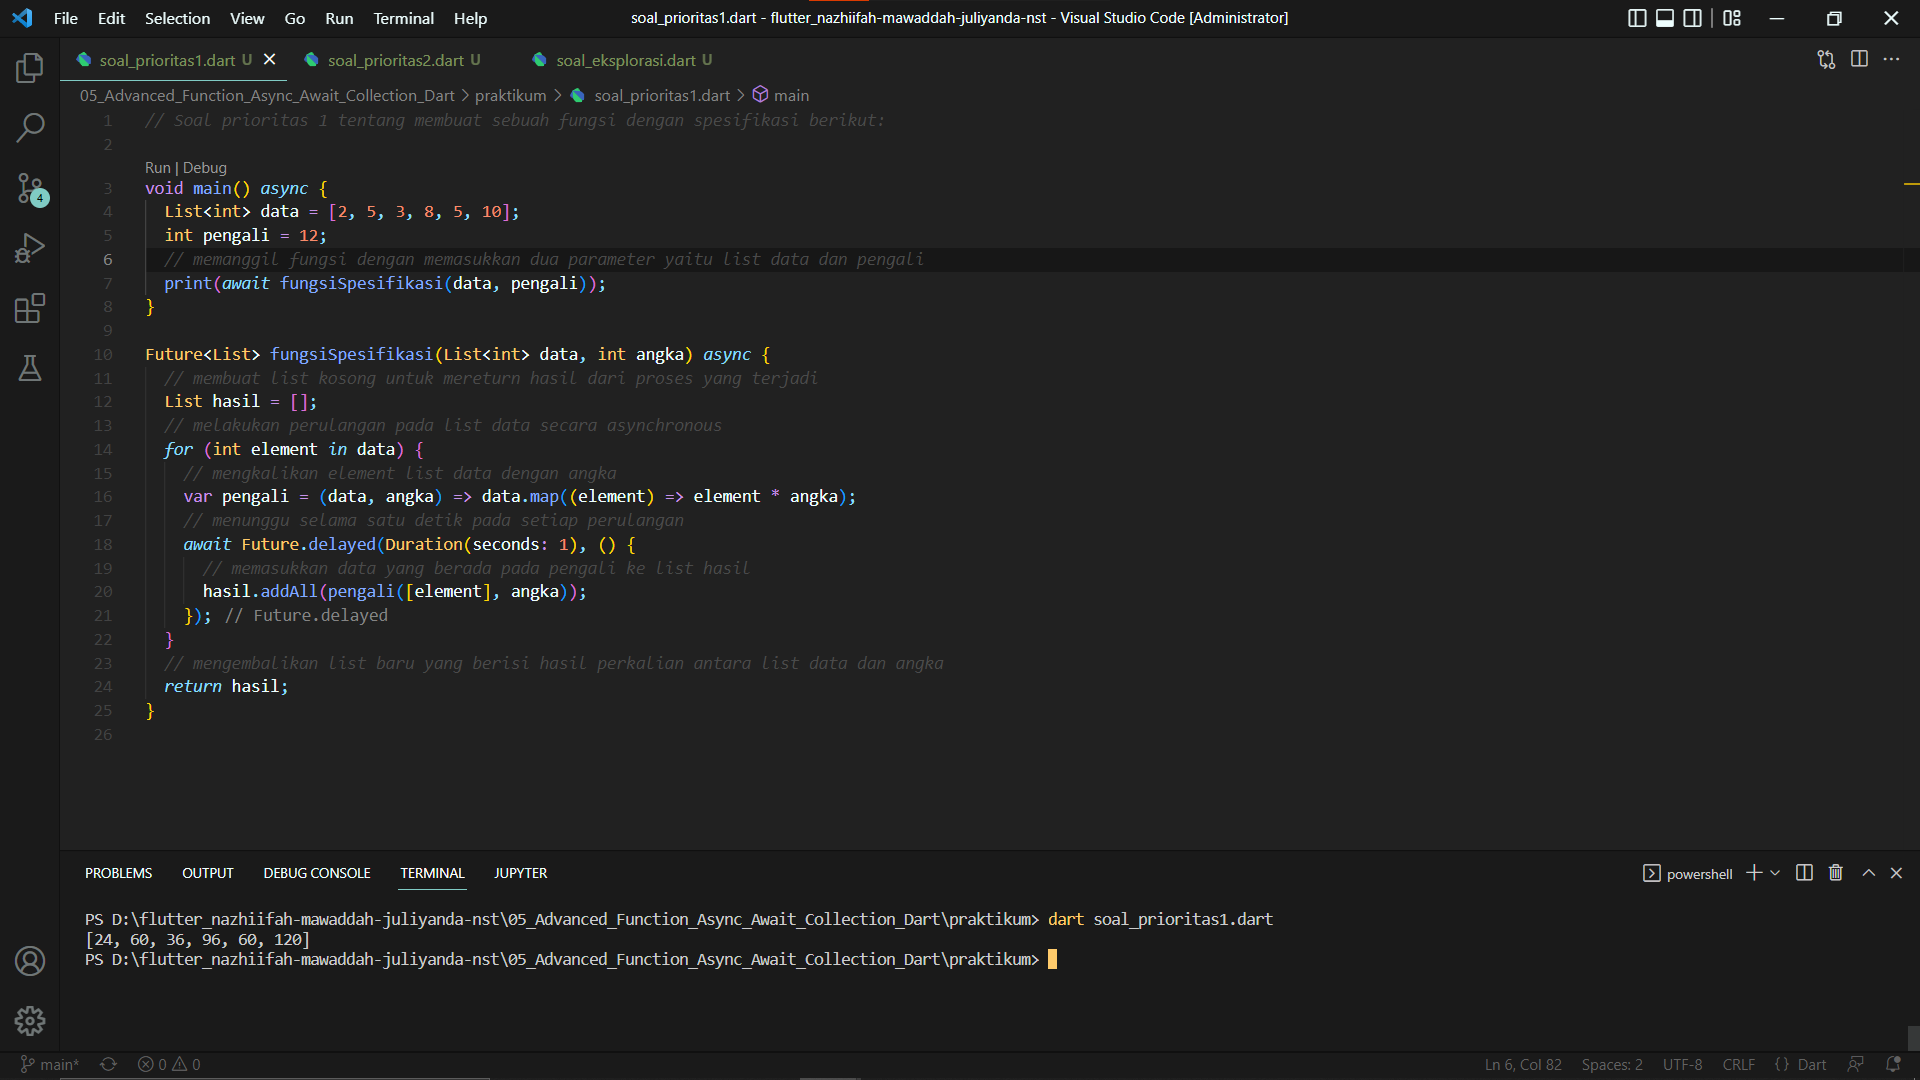 File Edit Selection View Go Run Terminal Help soal_prioritas1.dart - flutter_nazhiifah-mawaddah-juliyanda-nst - Visual Studio Code [Administrator]
soal_prioritas1.dart U soal_prioritas2.dart U soal_eksplorasi.dart U
05_Advanced_Function_Async_Await_Collection_Dart > praktikum > soal_prioritas1.dart > main
1 // Soal prioritas 1 tentang membuat sebuah fungsi dengan spesifikasi berikut:
2
Run | Debug
3 void main() async {
4 List<int> data = [2, 5, 3, 8, 5, 10];
5 int pengali = 12;
6 // memanggil fungsi dengan memasukkan dua parameter yaitu list data dan pengali
7 print(await fungsiSpesifikasi(data, pengali));
8 }
9
10 Future<List> fungsiSpesifikasi(List<int> data, int angka) async {
11 // membuat list kosong untuk mereturn hasil dari proses yang terjadi
12 List hasil = [];
13 // melakukan perulangan pada list data secara asynchronous
14 for (int element in data) {
15 // mengkalikan element list data dengan angka
16 var pengali = (data, angka) => data.map((element) => element * angka);
17 // menunggu selama satu detik pada setiap perulangan
18 await Future.delayed(Duration(seconds: 1), () {
19 // memasukkan data yang berada pada pengali ke list hasil
20 hasil.addAll(pengali([element], angka));
21 }); // Future.delayed
22 }
23 // mengembalikan list baru yang berisi hasil perkalian antara list data dan angka
24 return hasil;
25 }
26
4
PROBLEMS OUTPUT DEBUG CONSOLE TERMINAL JUPYTER powershell
PS D:\flutter_nazhiifah-mawaddah-juliyanda-nst\05_Advanced_Function_Async_Await_Collection_Dart\praktikum> dart soal_prioritas1.dart
[24, 60, 36, 96, 60, 120]
PS D:\flutter_nazhiifah-mawaddah-juliyanda-nst\05_Advanced_Function_Async_Await_Collection_Dart\praktikum>
main* 0 0 Ln 6, Col 82 Spaces: 2 UTF-8 CRLF {} Dart